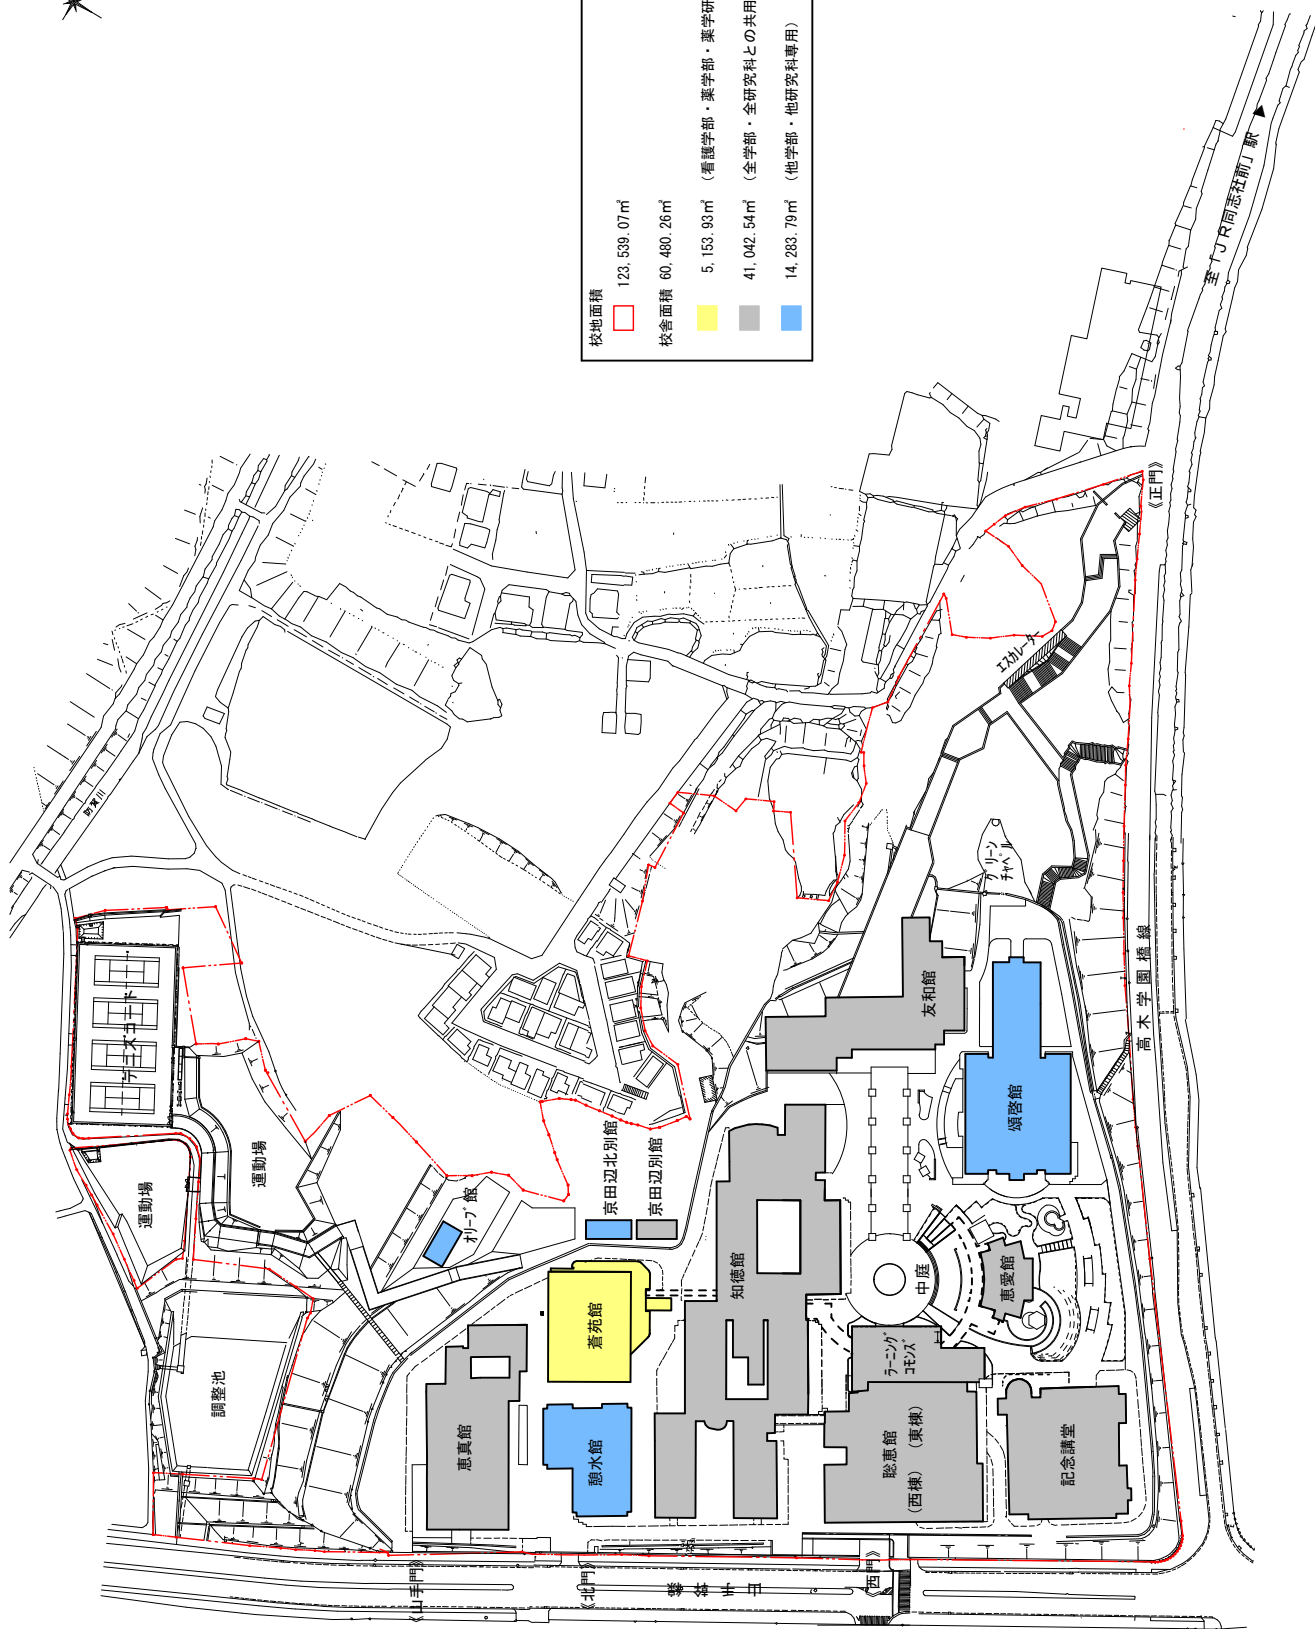 校地面積
123,539.07㎡
校舎面積 60,480.26㎡
5,153.93㎡ (看護学部・薬学部・薬学研
41,042.54㎡ (全学部・全研究科との共用
14,283.79㎡ (他学部・他研究科専用)
至「JR同志社前」駅
《正門》
エスカレーター
防賀川
テニスコート
グリーン
チャペル
高木学園橋線
友和館
頌啓館
運動場
運動場
オリーブ館
京田辺北別館
京田辺別館
知徳館
中庭
恵愛館
蒼苑館
ラーニング
コモンズ
調整池
恵真館
憩水館
聡恵館
(西棟) (東棟)
記念講堂
《山手門》
《北門》
山手幹線
《西門》